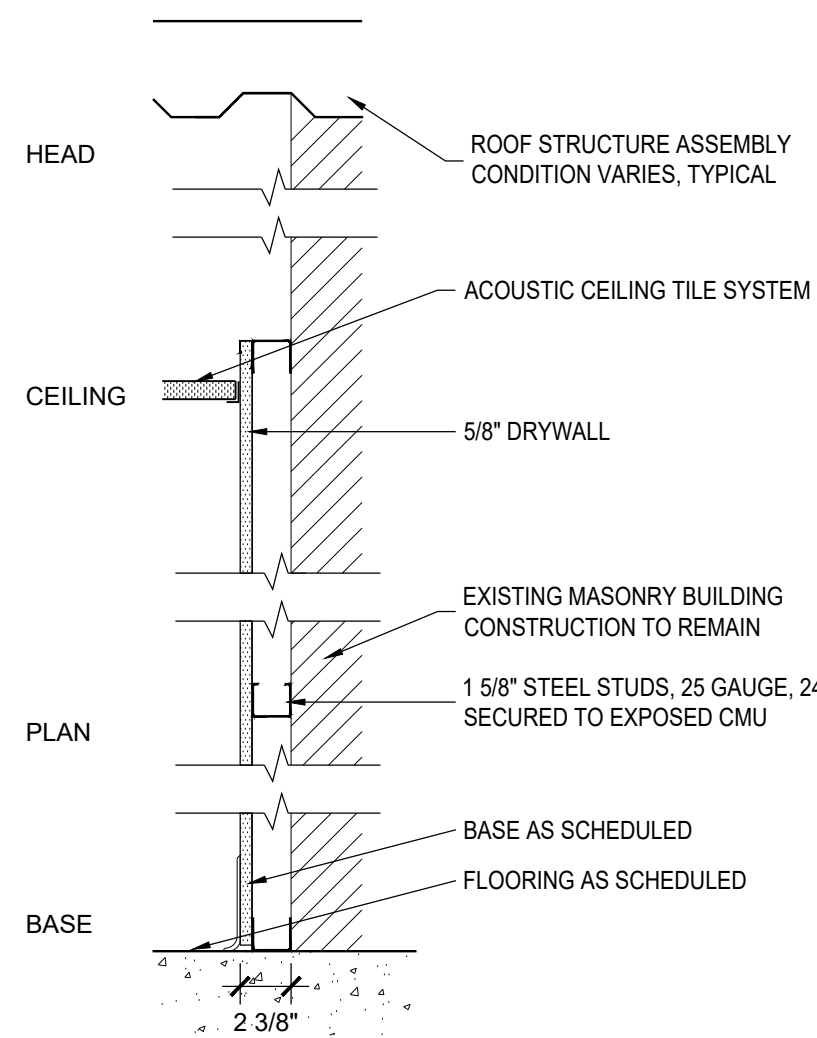 HEAD
ROOF STRUCTURE ASSEMBLY
CONDITION VARIES, TYPICAL
ACOUSTIC CEILING TILE SYSTEM
CEILING
5/8" DRYWALL
EXISTING MASONRY BUILDING
CONSTRUCTION TO REMAIN
1 5/8" STEEL STUDS, 25 GAUGE, 24
SECURED TO EXPOSED CMU
PLAN
BASE AS SCHEDULED
FLOORING AS SCHEDULED
BASE
2 3/8"